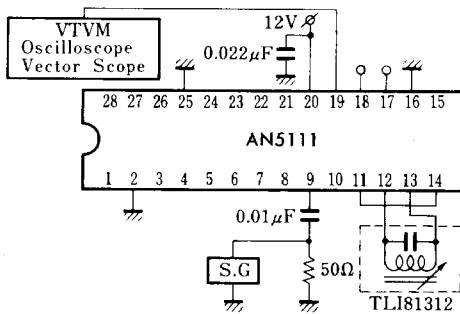 VTVM
Oscilloscope
Vector Scope
12V
0.022μF
28 27 26 25 24 23 22 21 20 19 18 17 16 15
AN5111
1 2 3 4 5 6 7 8 9 10 11 12 13 14
0.01μF
S.G
50Ω
TLI81312